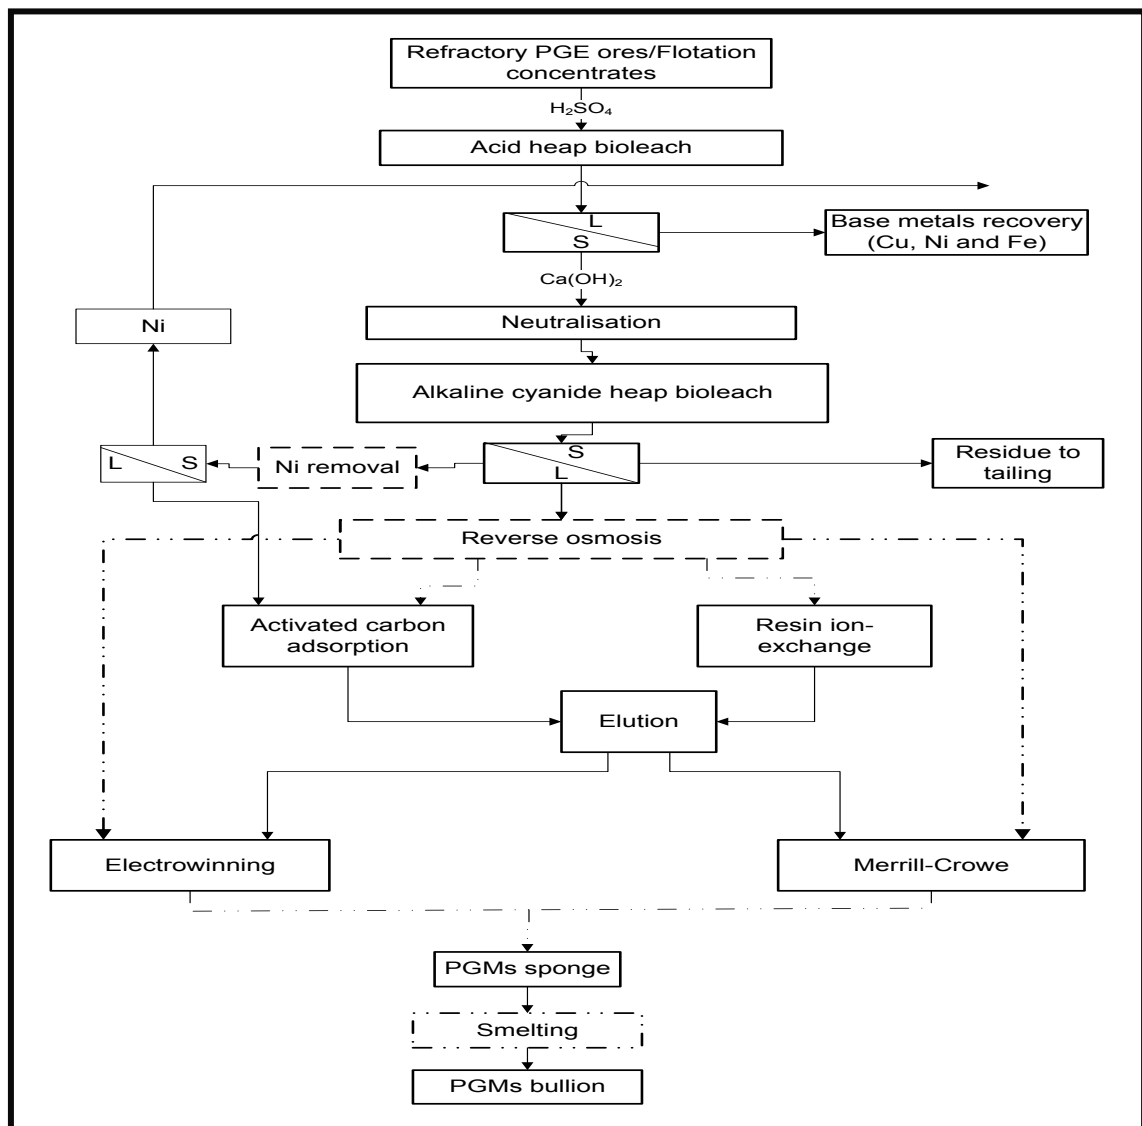 Refractory PGE ores/Flotation
concentrates
H₂SO₄
Acid heap bioleach
L
S
Base metals recovery
(Cu, Ni and Fe)
Ca(OH)₂
Neutralisation
Ni
Alkaline cyanide heap bioleach
L
S
Ni removal
S
L
Residue to
tailing
Reverse osmosis
Activated carbon
adsorption
Resin ion-
exchange
Elution
Electrowinning
Merrill-Crowe
PGMs sponge
Smelting
PGMs bullion